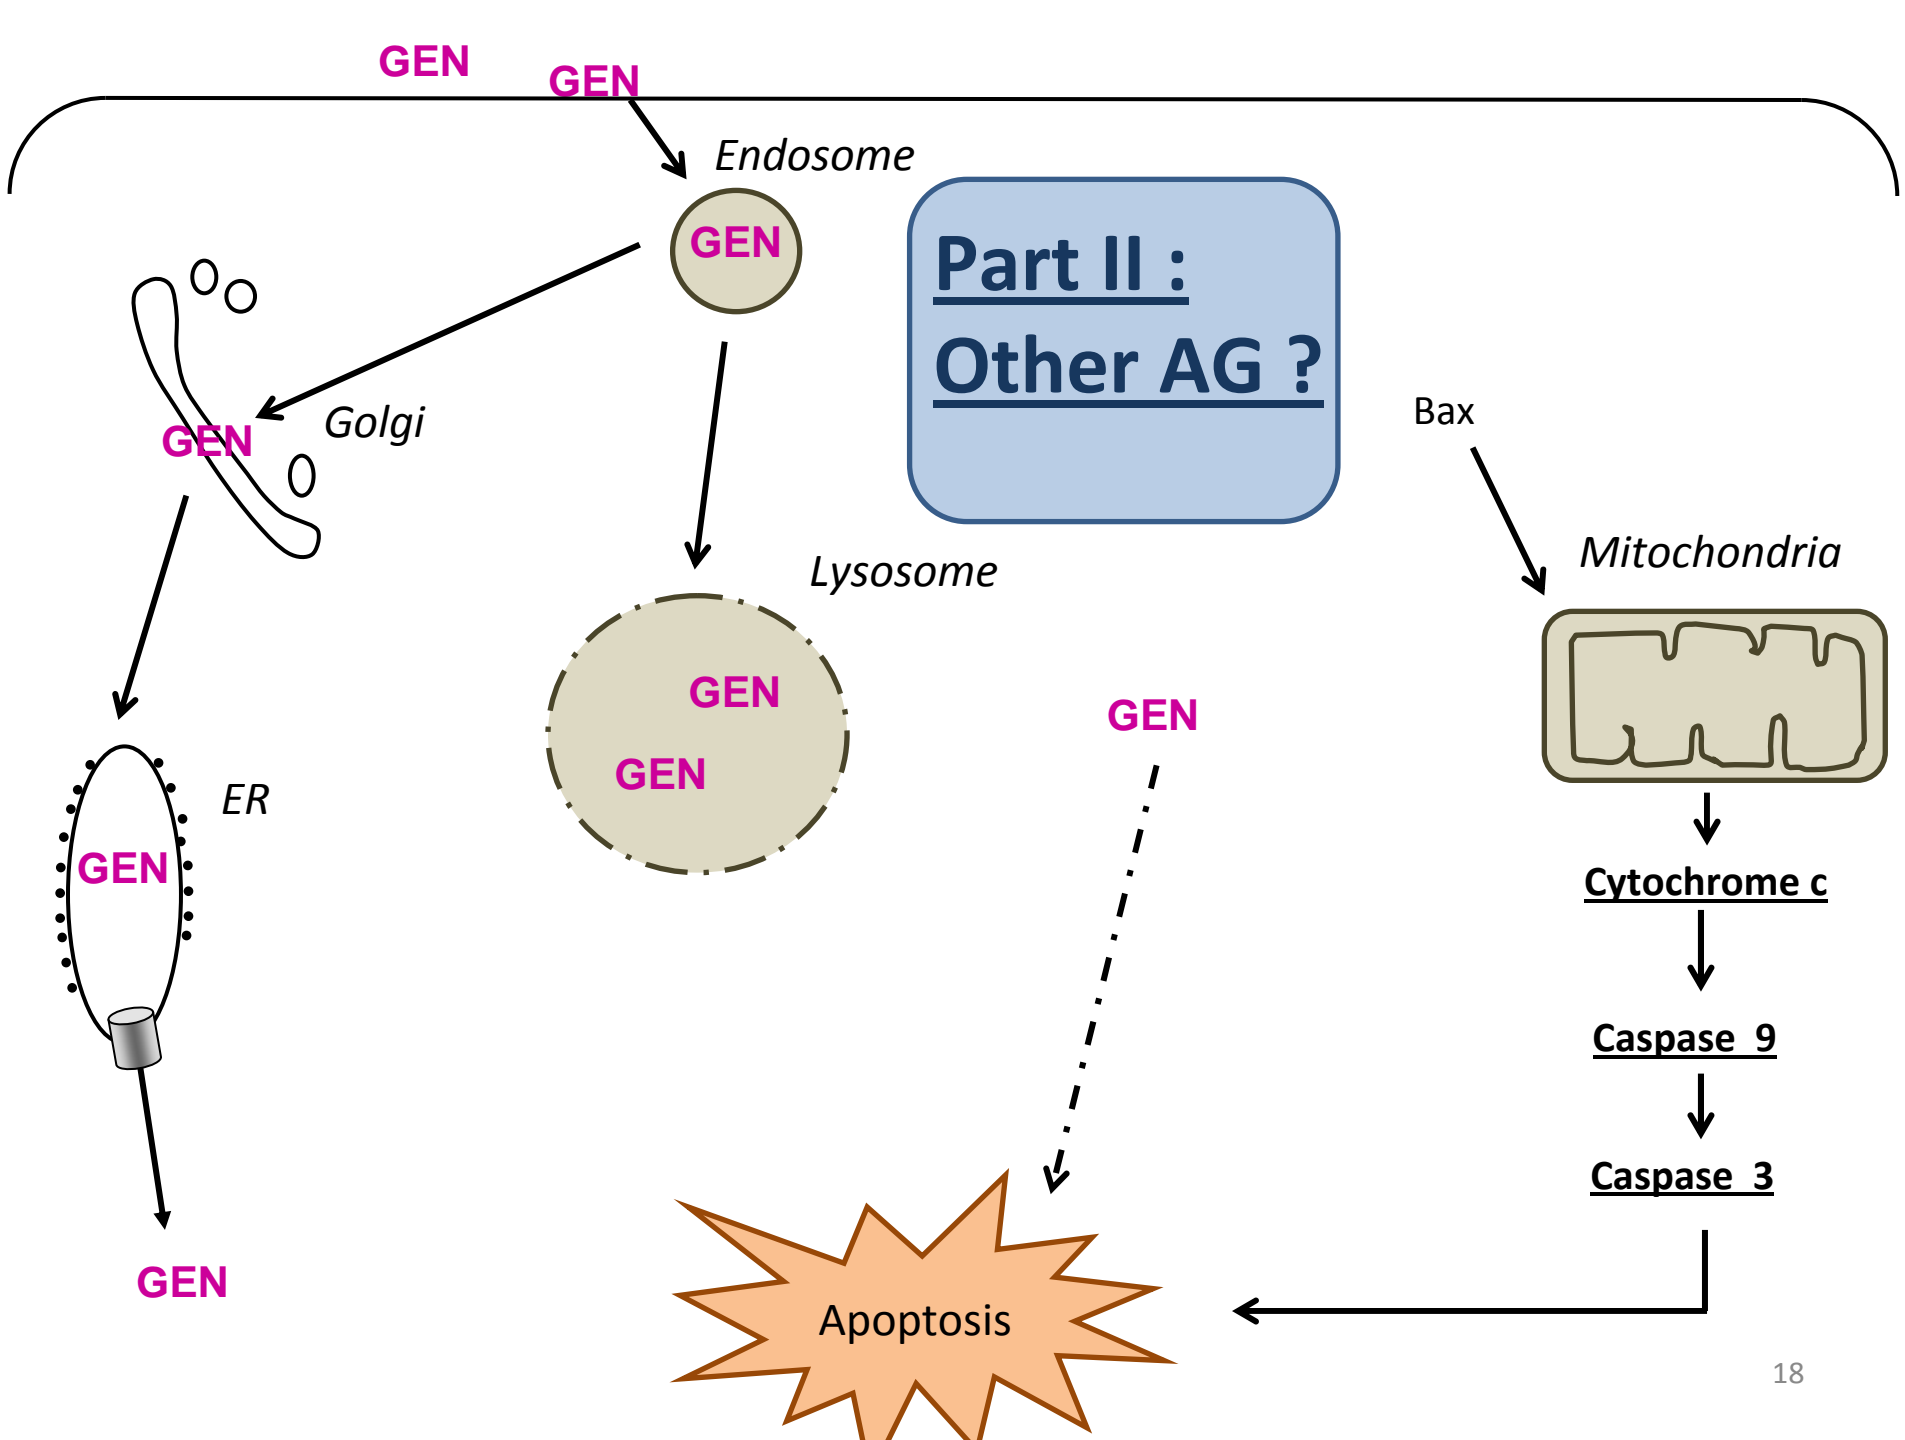 GEN
GEN
Endosome
GEN
Part II :
Other AG ?
Golgi
GEN
Bax
Mitochondria
Lysosome
GEN
GEN
GEN
ER
GEN
Cytochrome c
Caspase  9
Caspase  3
GEN
Apoptosis
18